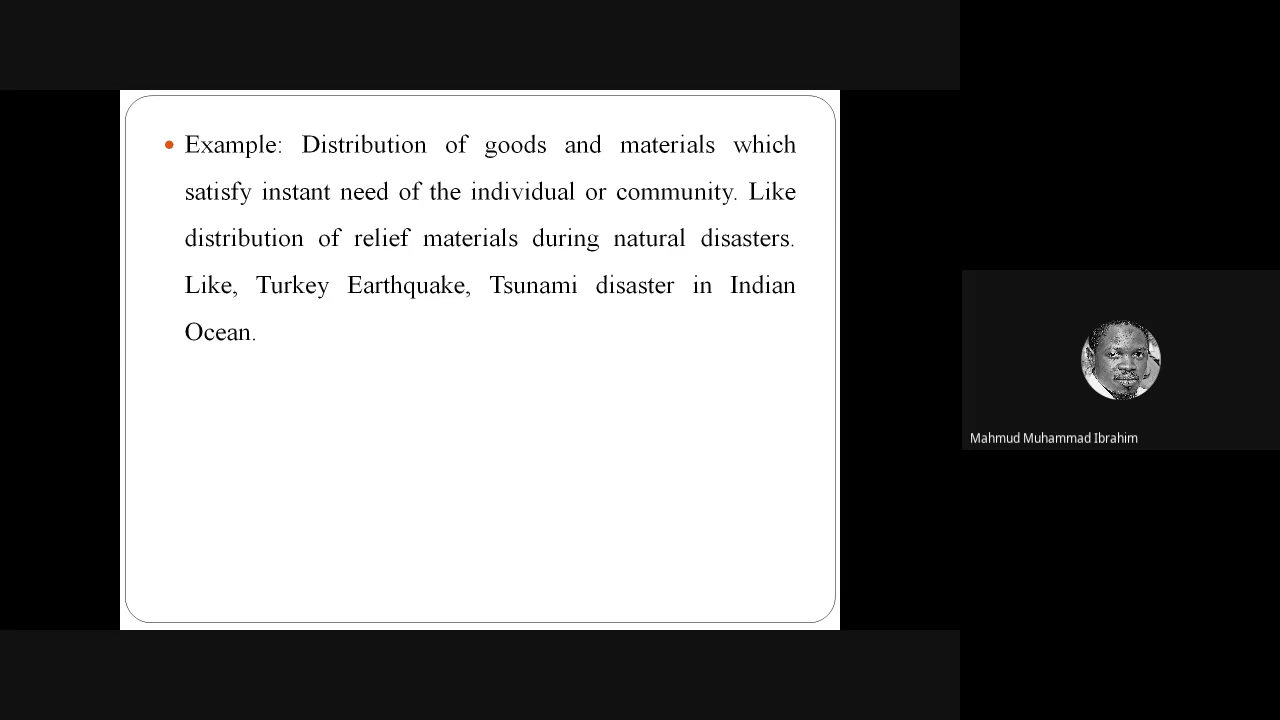 Example: Distribution of goods and materials which
satisfy instant need of the individual or community. Like
distribution of relief materials during natural disasters.
Like, Turkey Earthquake, Tsunami disaster in Indian
Ocean.
Mahmud Muhammad Ibrahim